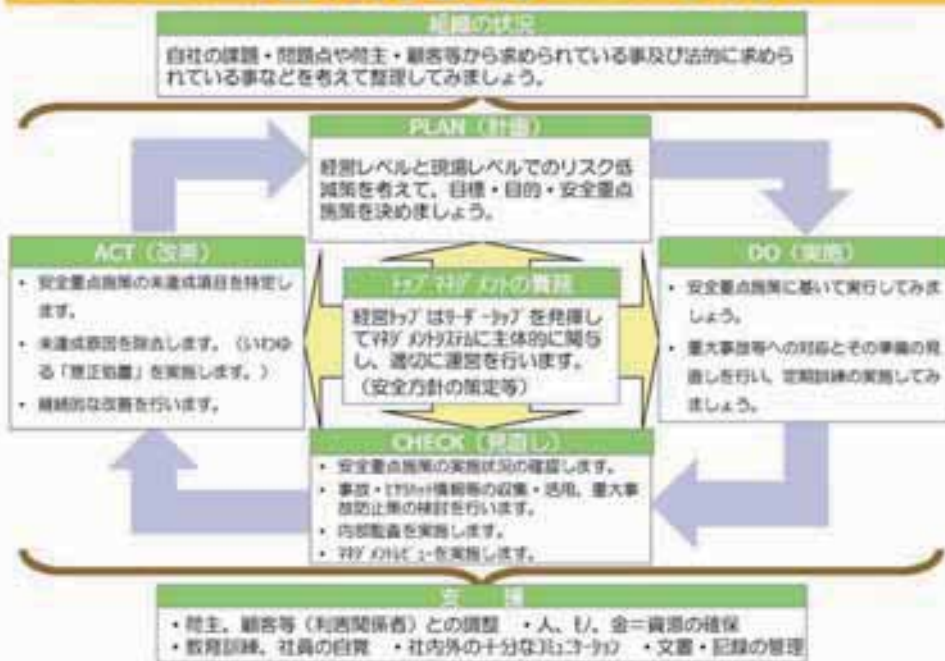 組織の状況
自社の課題・問題点や荷主・顧客等から求められている事及び法的に求めら
れている事などを考えて整理してみましょう。
PLAN（計画）
経営レベルと現場レベルでのリスク低
減策を考えて、目標・目的・安全重点
施策を決めましょう。
ACT（改善）
・ 安全重点施策の未達成項目を特定し
ます。
・ 未達成原因を除去します。（いわゆ
る「是正処置」を実施します。）
・ 継続的な改善を行います。
ﾄｯﾌﾟﾏﾈｼﾞﾒﾝﾄの責務
経営ﾄｯﾌﾟはﾘｰﾀﾞｰｼｯﾌﾟを発揮し
てﾏﾈｼﾞﾒﾝﾄｼｽﾃﾑに主体的に関与
し、適切に運営を行います。
（安全方針の策定等）
DO（実施）
・ 安全重点施策に基いて実行してみま
しょう。
・ 重大事故等への対応とその準備の見
直しを行い、定期訓練の実施してみ
ましょう。
CHECK（見直し）
・ 安全重点施策の実施状況の確認します。
・ 事故・ﾋﾔﾘﾊｯﾄ情報等の収集・活用、重大事
故防止策の検討を行います。
・ 内部監査を実施します。
・ ﾏﾈｼﾞﾒﾝﾄﾚﾋﾞｭｰを実施します。
支　援
・荷主、顧客等（利害関係者）との調整　・人、ﾓﾉ、金＝資源の確保
・教育訓練、社員の自覚　・社内外の十分なｺﾐｭﾆｹｰｼｮﾝ　・文書・記録の管理